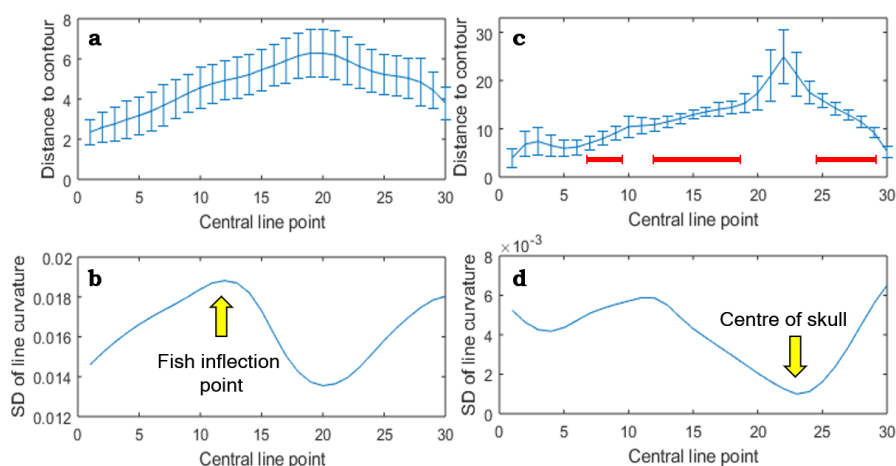 a
8
6
4
2
0
Distance to contour
0 5 10 15 20 25 30
Central line point
c
30
20
10
0
Distance to contour
0 5 10 15 20 25 30
Central line point
b
0.02
0.018
0.016
0.014
0.012
SD of line curvature
Fish inflection
point
0 5 10 15 20 25 30
Central line point
d
× 10⁻³
8
6
4
2
0
SD of line curvature
Centre of skull
0 5 10 15 20 25 30
Central line point